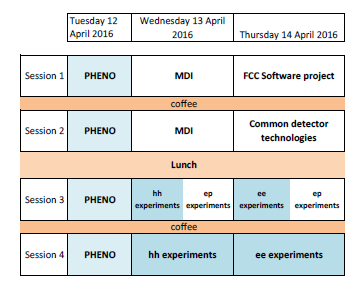 Tuesday 12
April 2016
Wednesday 13 April
2016
Thursday 14 April 2016
Session 1
PHENO
MDI
FCC Software project
coffee
Session 2
PHENO
MDI
Common detector
technologies
Lunch
Session 3
PHENO
hh
experiments
ep
experiments
ee
experiments
ep
experiments
coffee
Session 4
PHENO
hh experiments
ee experiments